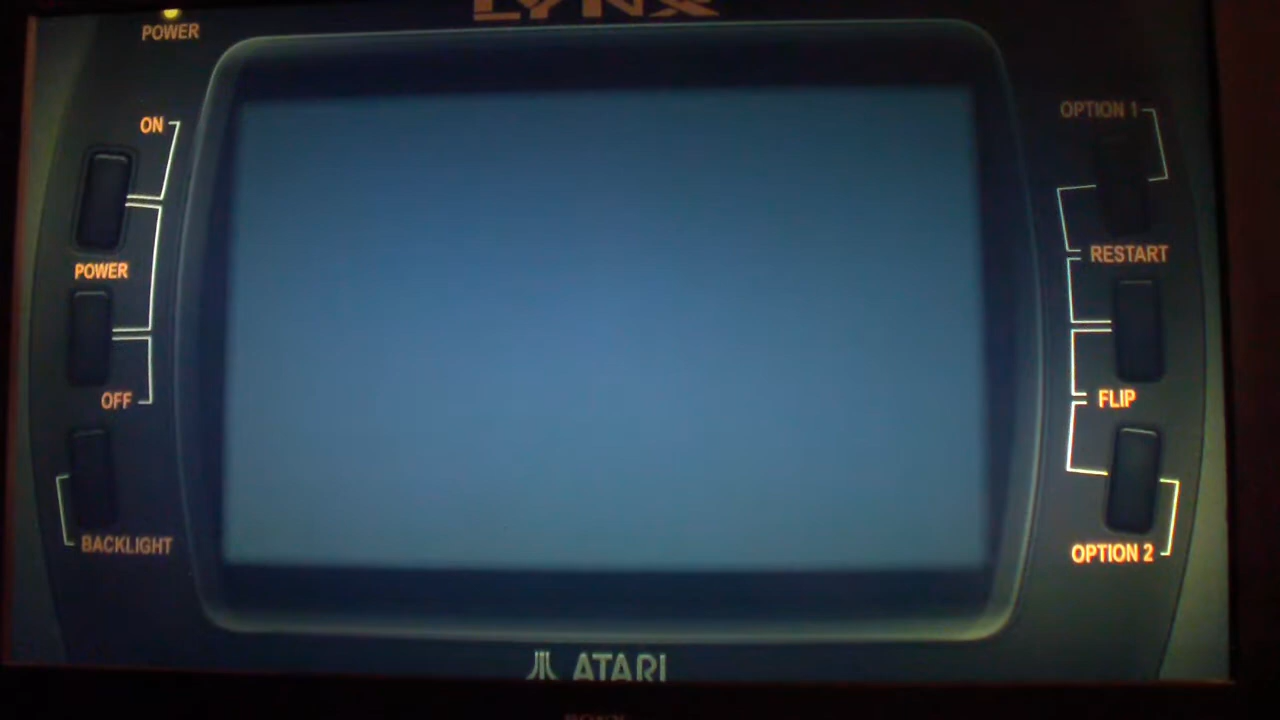 LYNX
POWER
ON
POWER
OFF
BACKLIGHT
OPTION 1
RESTART
FLIP
OPTION 2
ATARI